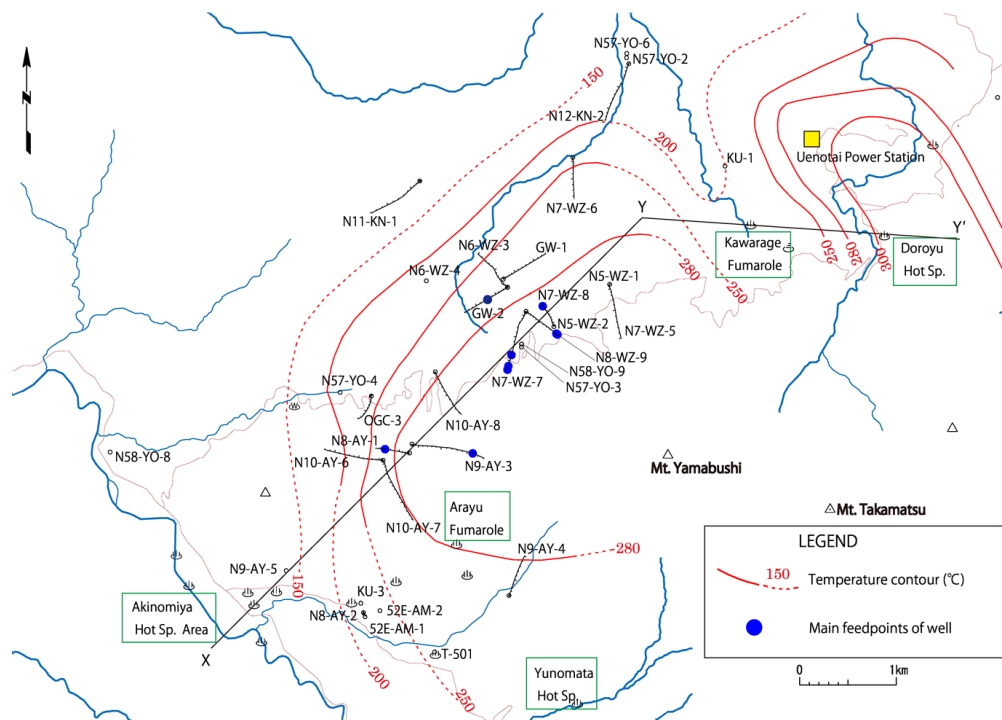 N
N57-YO-6
N57-YO-2
150
N12-KN-2
200
KU-1
Uenotai Power Station
N11-KN-1
N7-WZ-6
Y
Y'
N6-WZ-3
GW-1
Kawarage
Fumarole
Doroyu
Hot Sp.
250
280
300
N6-WZ-4
280
250
N5-WZ-1
N7-WZ-8
GW-2
N5-WZ-2
N7-WZ-5
N8-WZ-9
N58-YO-9
N57-YO-3
N7-WZ-7
N57-YO-4
OGC-3
N10-AY-8
N8-AY-1
N58-YO-8
N10-AY-6
N9-AY-3
Mt. Yamabushi
Arayu
Fumarole
N10-AY-7
Mt. Takamatsu
N9-AY-4
280
N9-AY-5
150
KU-3
N8-AY-2
52E-AM-2
52E-AM-1
Akinomiya
Hot Sp. Area
X
T-501
200
250
Yunomata
Hot Sp.
LEGEND
150
Temperature contour (℃)
Main feedpoints of well
0
1km